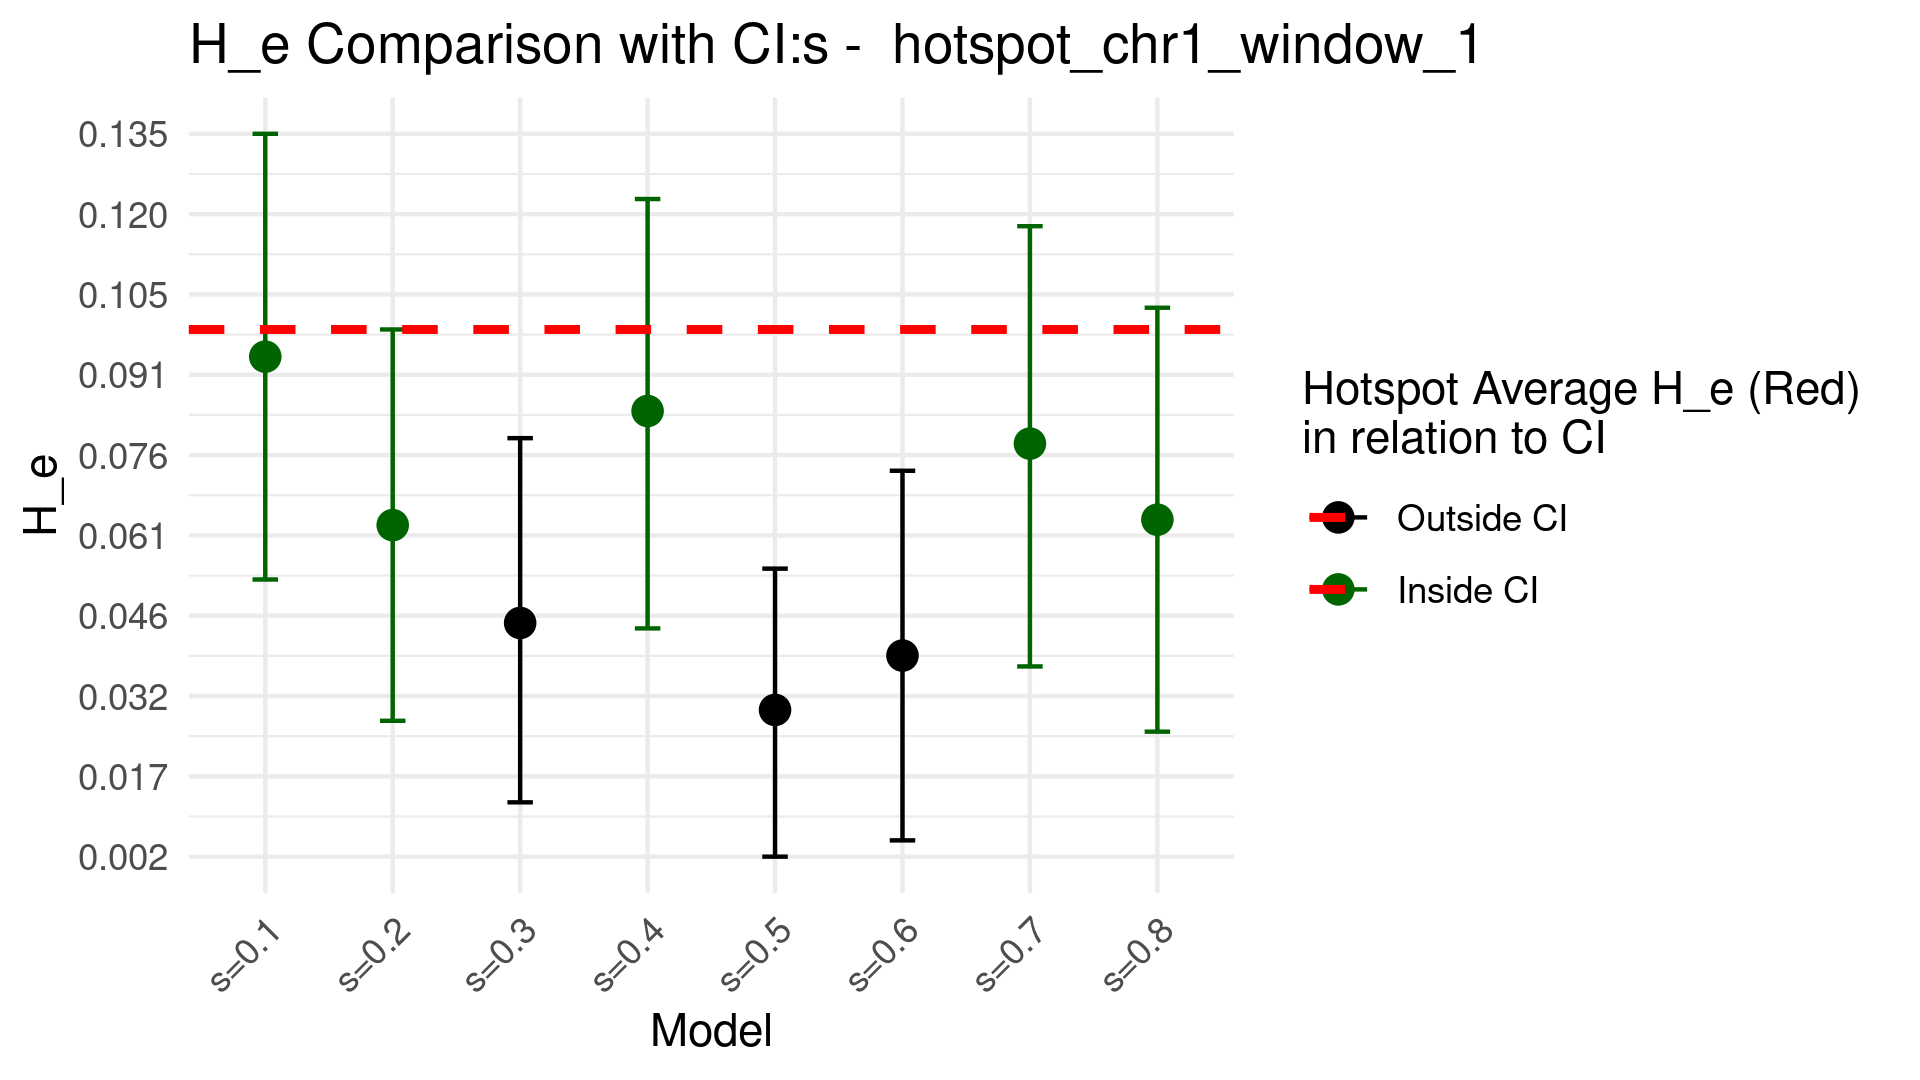 H_e Comparison with CI:s -  hotspot_chr1_window_1
0.135
0.120
0.105
0.091
0.076
0.061
0.046
0.032
0.017
0.002
H_e
s=0.1
s=0.2
s=0.3
s=0.4
s=0.5
s=0.6
s=0.7
s=0.8
Model
Hotspot Average H_e (Red)
in relation to CI
Outside CI
Inside CI